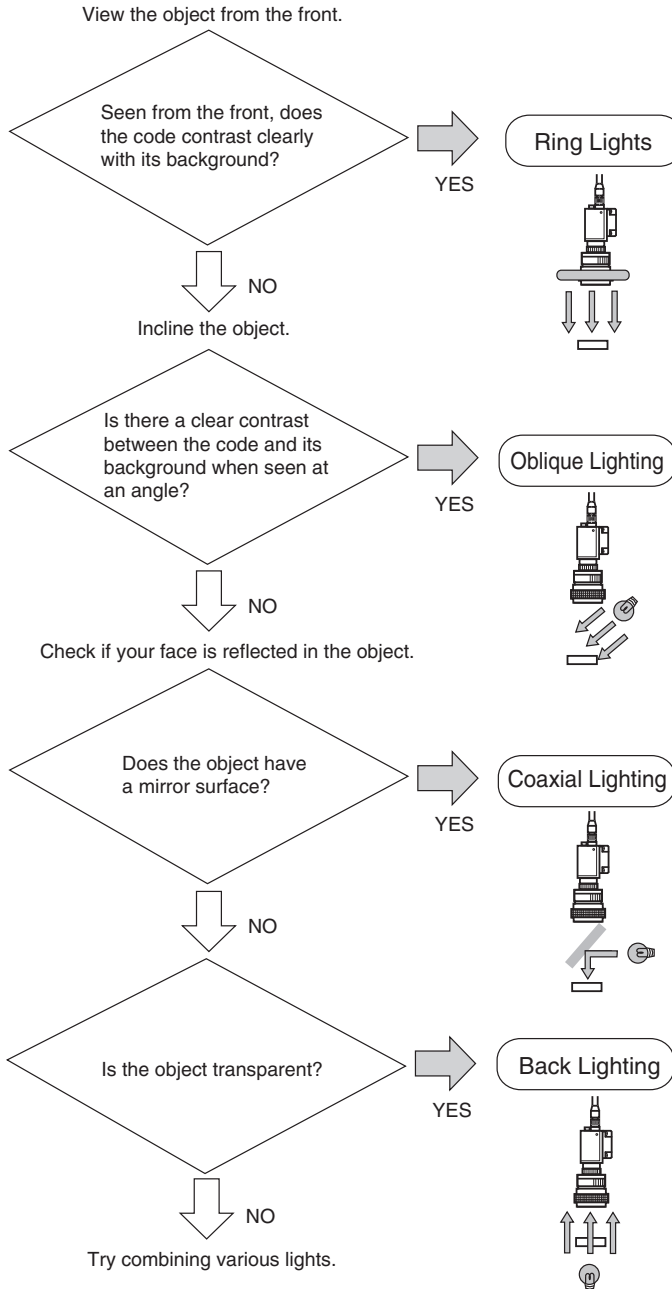 View the object from the front.
Seen from the front, does
the code contrast clearly
with its background?
YES
Ring Lights
NO
Incline the object.
Is there a clear contrast
between the code and its
background when seen at
an angle?
YES
Oblique Lighting
NO
Check if your face is reflected in the object.
Does the object have
a mirror surface?
YES
Coaxial Lighting
NO
Is the object transparent?
YES
Back Lighting
NO
Try combining various lights.